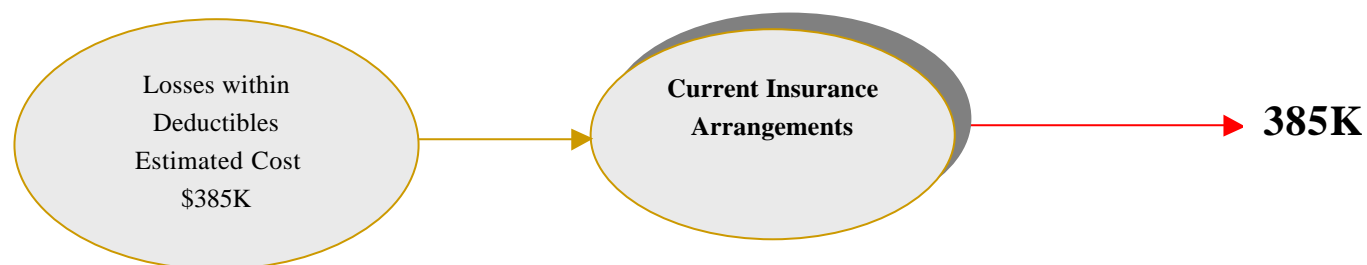 Losses within
Deductibles
Estimated Cost
$385K
Current Insurance
Arrangements
385K